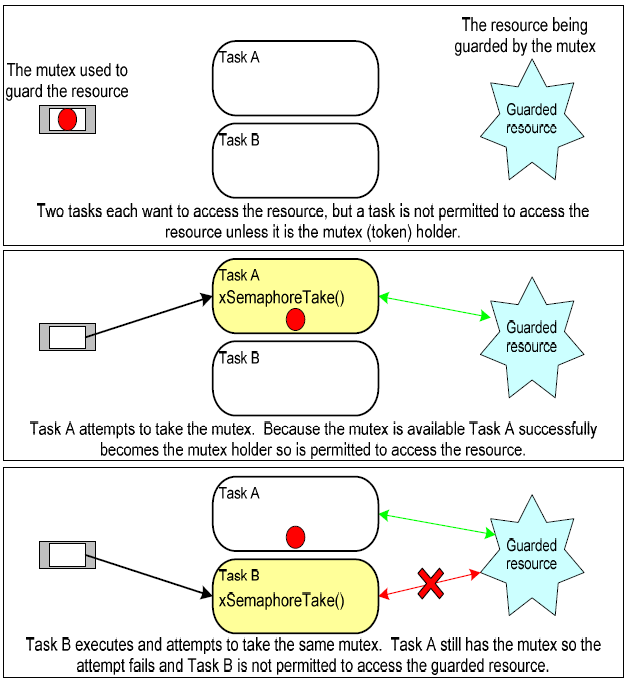 The resource being
guarded by the mutex
Task A
The mutex used to
guard the resource
Guarded
resource
Task B
Two tasks each want to access the resource, but a task is not permitted to access the
resource unless it is the mutex (token) holder.
Task A
xSemaphoreTake()
Guarded
resource
Task B
Task A attempts to take the mutex.  Because the mutex is available Task A successfully
becomes the mutex holder so is permitted to access the resource.
Task A
Guarded
resource
Task B
xSemaphoreTake()
Task B executes and attempts to take the same mutex.  Task A still has the mutex so the
attempt fails and Task B is not permitted to access the guarded resource.